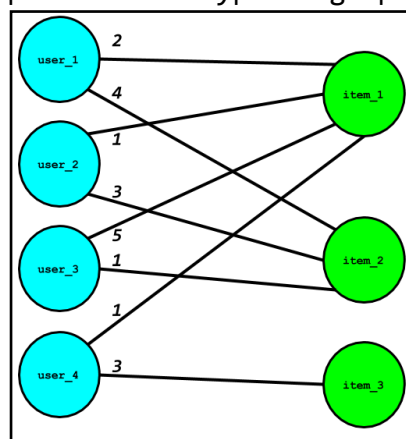 2
user_1
4
item_1
1
user_2
3
5
item_2
user_3
1
1
user_4
3
item_3